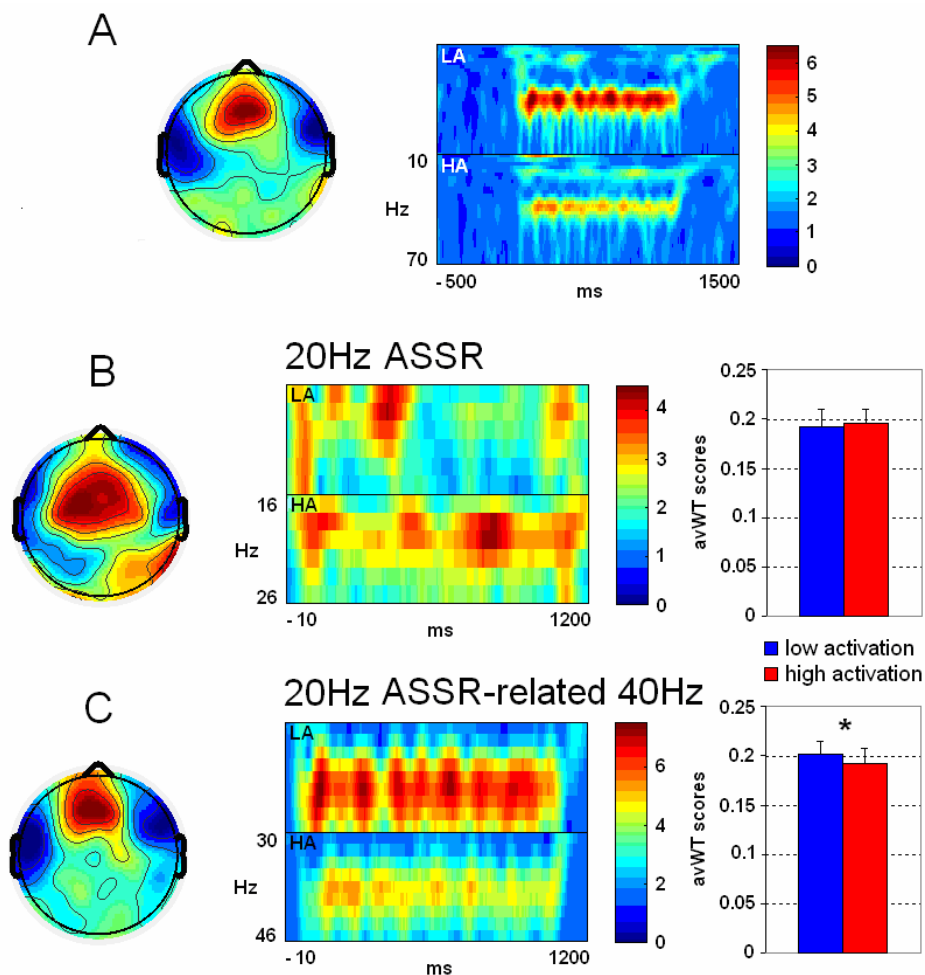 A
LA
HA
10
Hz
70
- 500
ms
1500
6
5
4
3
2
1
0
B
20Hz ASSR
LA
HA
16
Hz
26
- 10
ms
1200
4
3
2
1
0
avWT scores
0.25
0.2
0.15
0.1
0.05
0
low activation
high activation
C
20Hz ASSR-related 40Hz
LA
HA
30
Hz
46
- 10
ms
1200
6
4
2
0
avWT scores
0.25
0.2
0.15
0.1
0.05
0
*